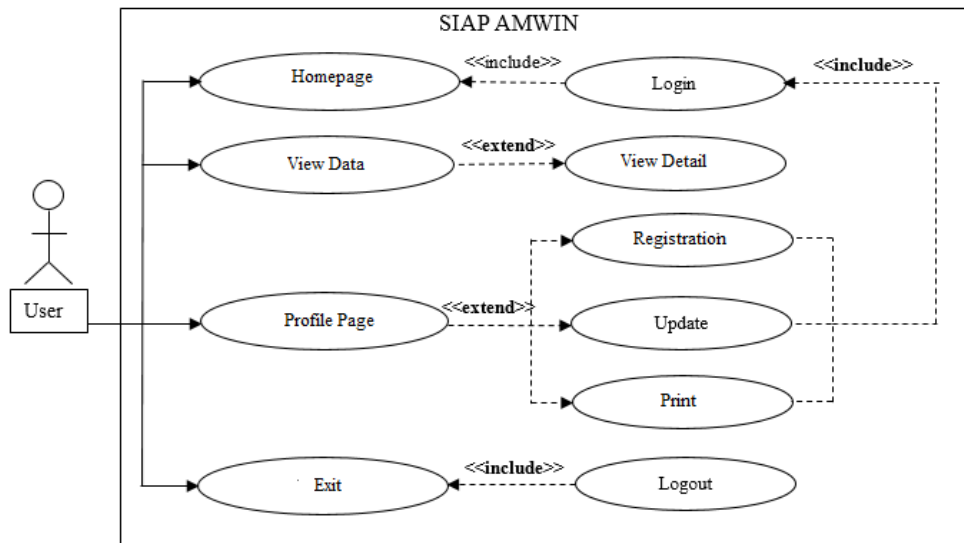 SIAP AMWIN
Homepage
<<include>>
Login
<<include>>
View Data
<<extend>>
View Detail
Registration
User
Profile Page
<<extend>>
Update
Print
Exit
<<include>>
Logout